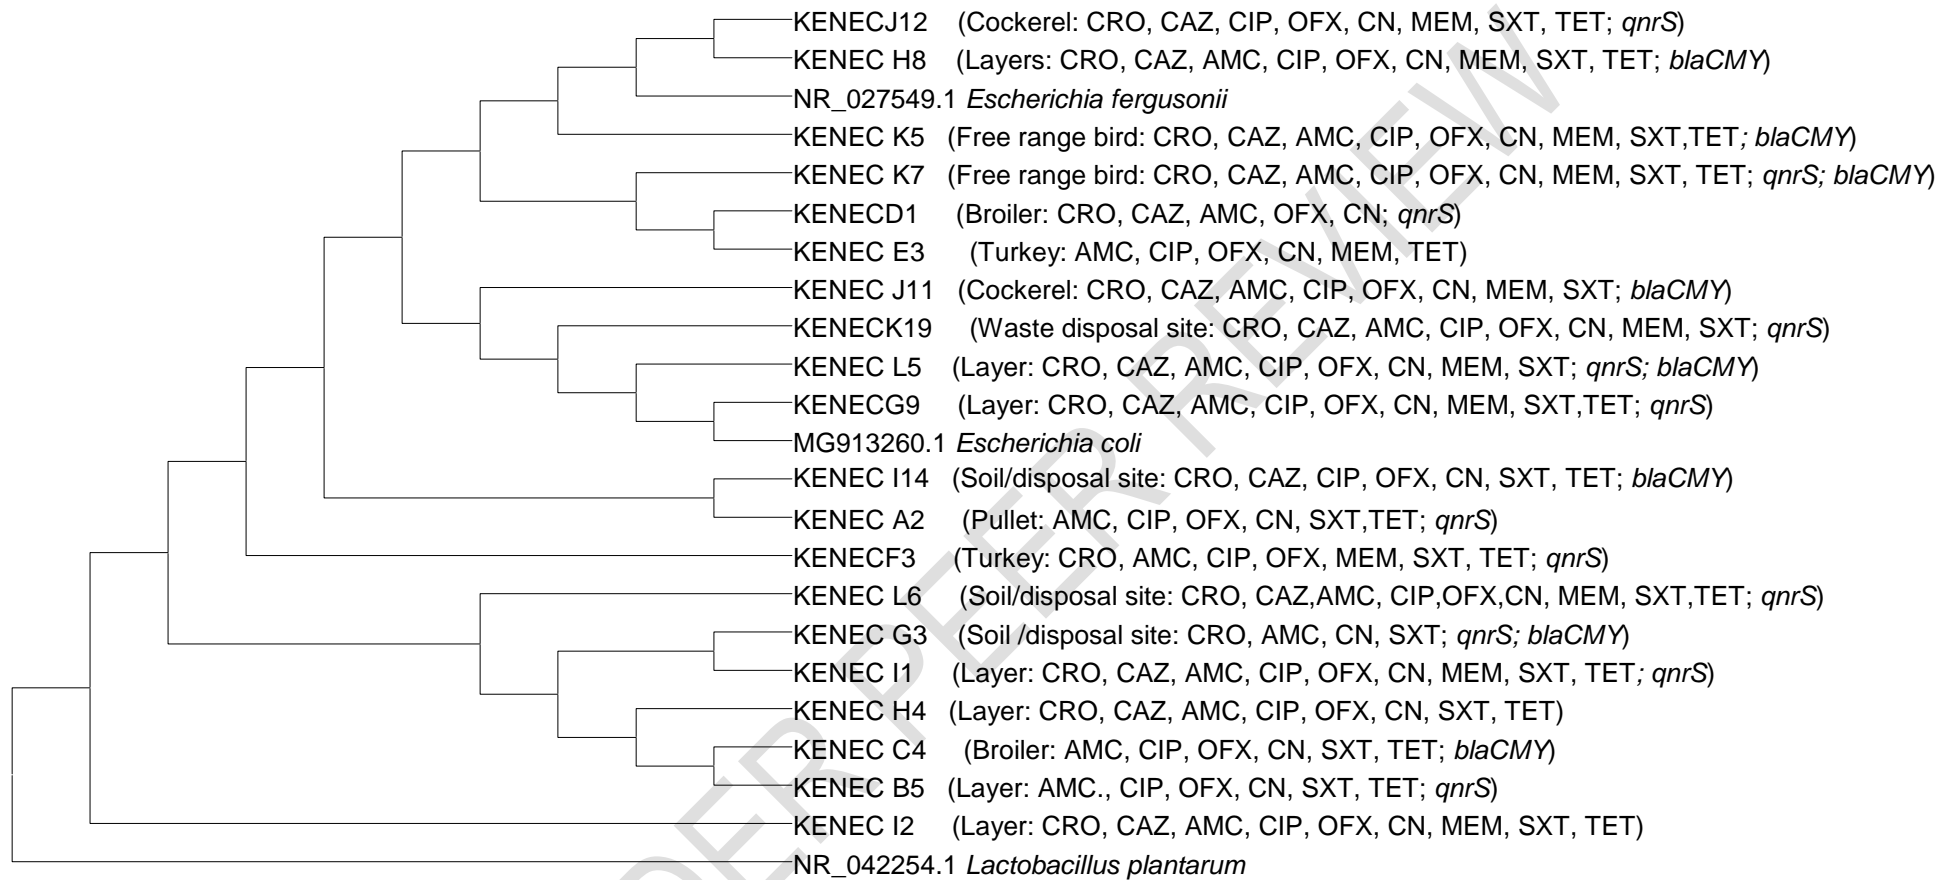 KENECJ12 (Cockerel: CRO, CAZ, CIP, OFX, CN, MEM, SXT, TET; qnrS)
KENEC H8 (Layers: CRO, CAZ, AMC, CIP, OFX, CN, MEM, SXT, TET; blaCMY)
NR_027549.1 Escherichia fergusonii
KENEC K5 (Free range bird: CRO, CAZ, AMC, CIP, OFX, CN, MEM, SXT,TET; blaCMY)
KENEC K7 (Free range bird: CRO, CAZ, AMC, CIP, OFX, CN, MEM, SXT, TET; qnrS; blaCMY)
KENECD1 (Broiler: CRO, CAZ, AMC, OFX, CN; qnrS)
KENEC E3 (Turkey: AMC, CIP, OFX, CN, MEM, TET)
KENEC J11 (Cockerel: CRO, CAZ, AMC, CIP, OFX, CN, MEM, SXT; blaCMY)
KENECK19 (Waste disposal site: CRO, CAZ, AMC, CIP, OFX, CN, MEM, SXT; qnrS)
KENEC L5 (Layer: CRO, CAZ, AMC, CIP, OFX, CN, MEM, SXT; qnrS; blaCMY)
KENECG9 (Layer: CRO, CAZ, AMC, CIP, OFX, CN, MEM, SXT,TET; qnrS)
MG913260.1 Escherichia coli
KENEC I14 (Soil/disposal site: CRO, CAZ, CIP, OFX, CN, SXT, TET; blaCMY)
KENEC A2 (Pullet: AMC, CIP, OFX, CN, SXT,TET; qnrS)
KENECF3 (Turkey: CRO, AMC, CIP, OFX, MEM, SXT, TET; qnrS)
KENEC L6 (Soil/disposal site: CRO, CAZ,AMC, CIP,OFX,CN, MEM, SXT,TET; qnrS)
KENEC G3 (Soil /disposal site: CRO, AMC, CN, SXT; qnrS; blaCMY)
KENEC I1 (Layer: CRO, CAZ, AMC, CIP, OFX, CN, MEM, SXT, TET; qnrS)
KENEC H4 (Layer: CRO, CAZ, AMC, CIP, OFX, CN, SXT, TET)
KENEC C4 (Broiler: AMC, CIP, OFX, CN, SXT, TET; blaCMY)
KENEC B5 (Layer: AMC., CIP, OFX, CN, SXT, TET; qnrS)
KENEC I2 (Layer: CRO, CAZ, AMC, CIP, OFX, CN, MEM, SXT, TET)
NR_042254.1 Lactobacillus plantarum
DER PEER REVIEW